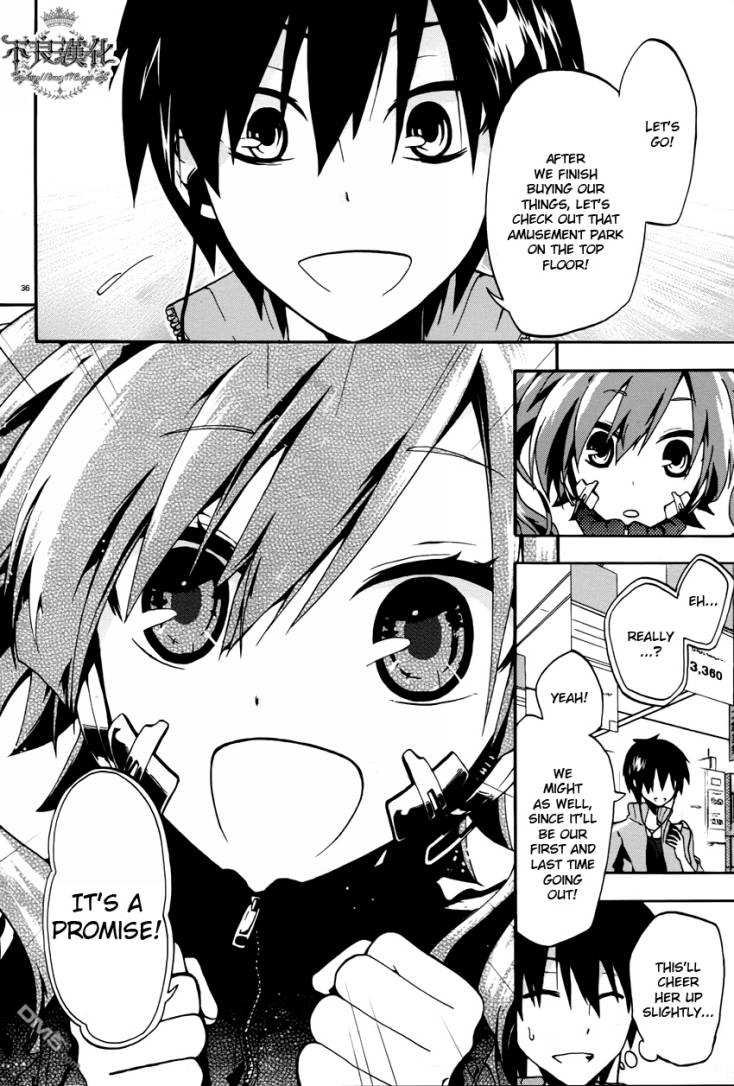 不良漢化
LET'S
GO!
AFTER
WE FINISH
BUYING OUR
THINGS, LET'S
CHECK OUT THAT
AMUSEMENT PARK
ON THE TOP
FLOOR!
36
EH...
REALLY
...?
3,360
YEAH!
WE
MIGHT
AS WELL,
SINCE IT'LL
BE OUR
FIRST AND
LAST TIME
GOING
OUT!
THIS'LL
CHEER
HER UP
SLIGHTLY...
IT'S A
PROMISE!
DM5